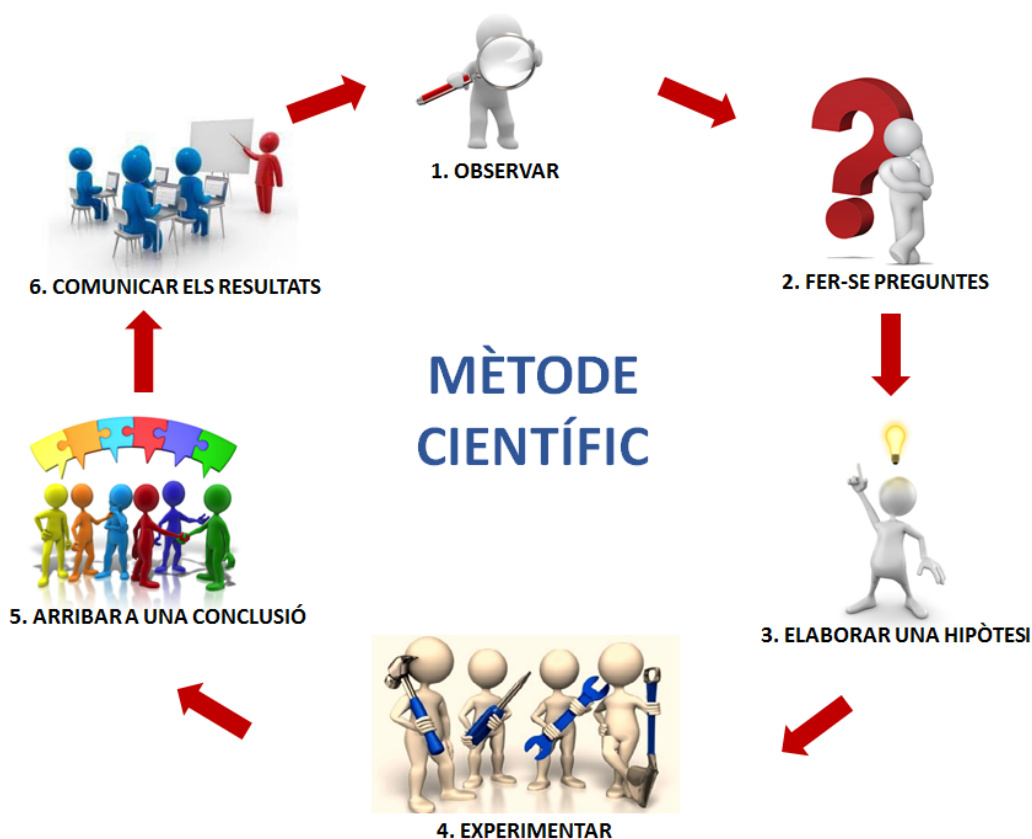 1. OBSERVAR
2. FER-SE PREGUNTES
6. COMUNICAR ELS RESULTATS
MÈTODE
CIENTÍFIC
5. ARRIBAR A UNA CONCLUSIÓ
3. ELABORAR UNA HIPÒTESI
4. EXPERIMENTAR